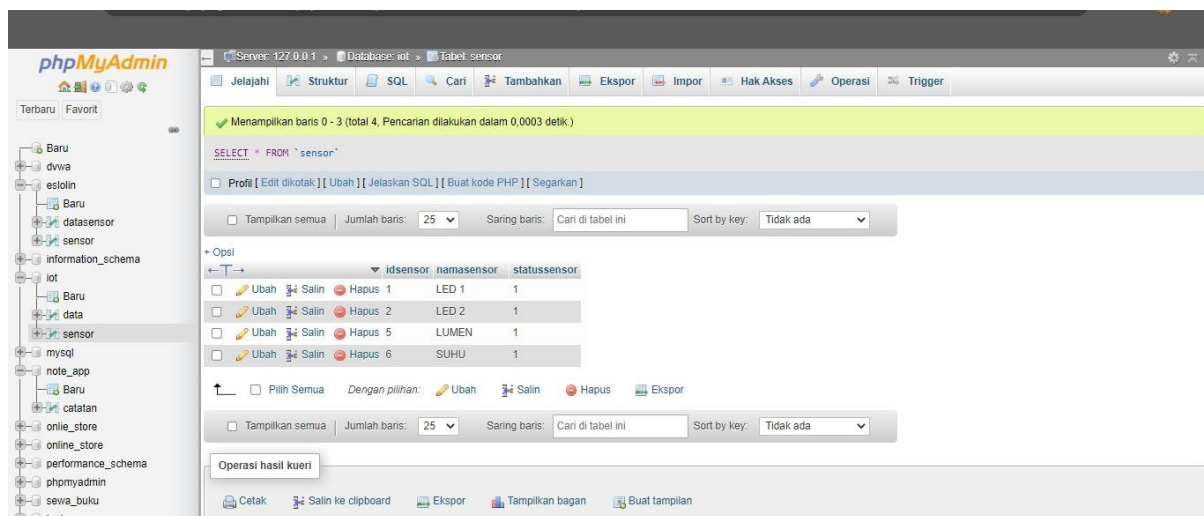 phpMyAdmin
Terbaru Favorit
Baru
dvwa
eslolin
Baru
datasensor
sensor
information_schema
iot
Baru
data
sensor
mysql
note_app
Baru
catatan
onlie_store
online_store
performance_schema
phpmyadmin
sewa_buku
Server: 127.0.0.1 » Database: iot » Tabel: sensor
Jelajahi Struktur SQL Cari Tambahkan Ekspor Impor Hak Akses Operasi Trigger
Menampilkan baris 0 - 3 (total 4, Pencarian dilakukan dalam 0,0003 detik.)
SELECT * FROM `sensor`
Profil [ Edit dikotak ] [ Ubah ] [ Jelaskan SQL ] [ Buat kode PHP ] [ Segarkan ]
Tampilkan semua | Jumlah baris: 25 Saring baris: Cari di tabel ini Sort by key: Tidak ada
+ Opsi
←T→ ▼ idsensor namasensor statussensor
Ubah Salin Hapus 1 LED 1 1
Ubah Salin Hapus 2 LED 2 1
Ubah Salin Hapus 5 LUMEN 1
Ubah Salin Hapus 6 SUHU 1
Pilih Semua Dengan pilihan: Ubah Salin Hapus Ekspor
Tampilkan semua | Jumlah baris: 25 Saring baris: Cari di tabel ini Sort by key: Tidak ada
Operasi hasil kueri
Cetak Salin ke clipboard Ekspor Tampilkan bagan Buat tampilan